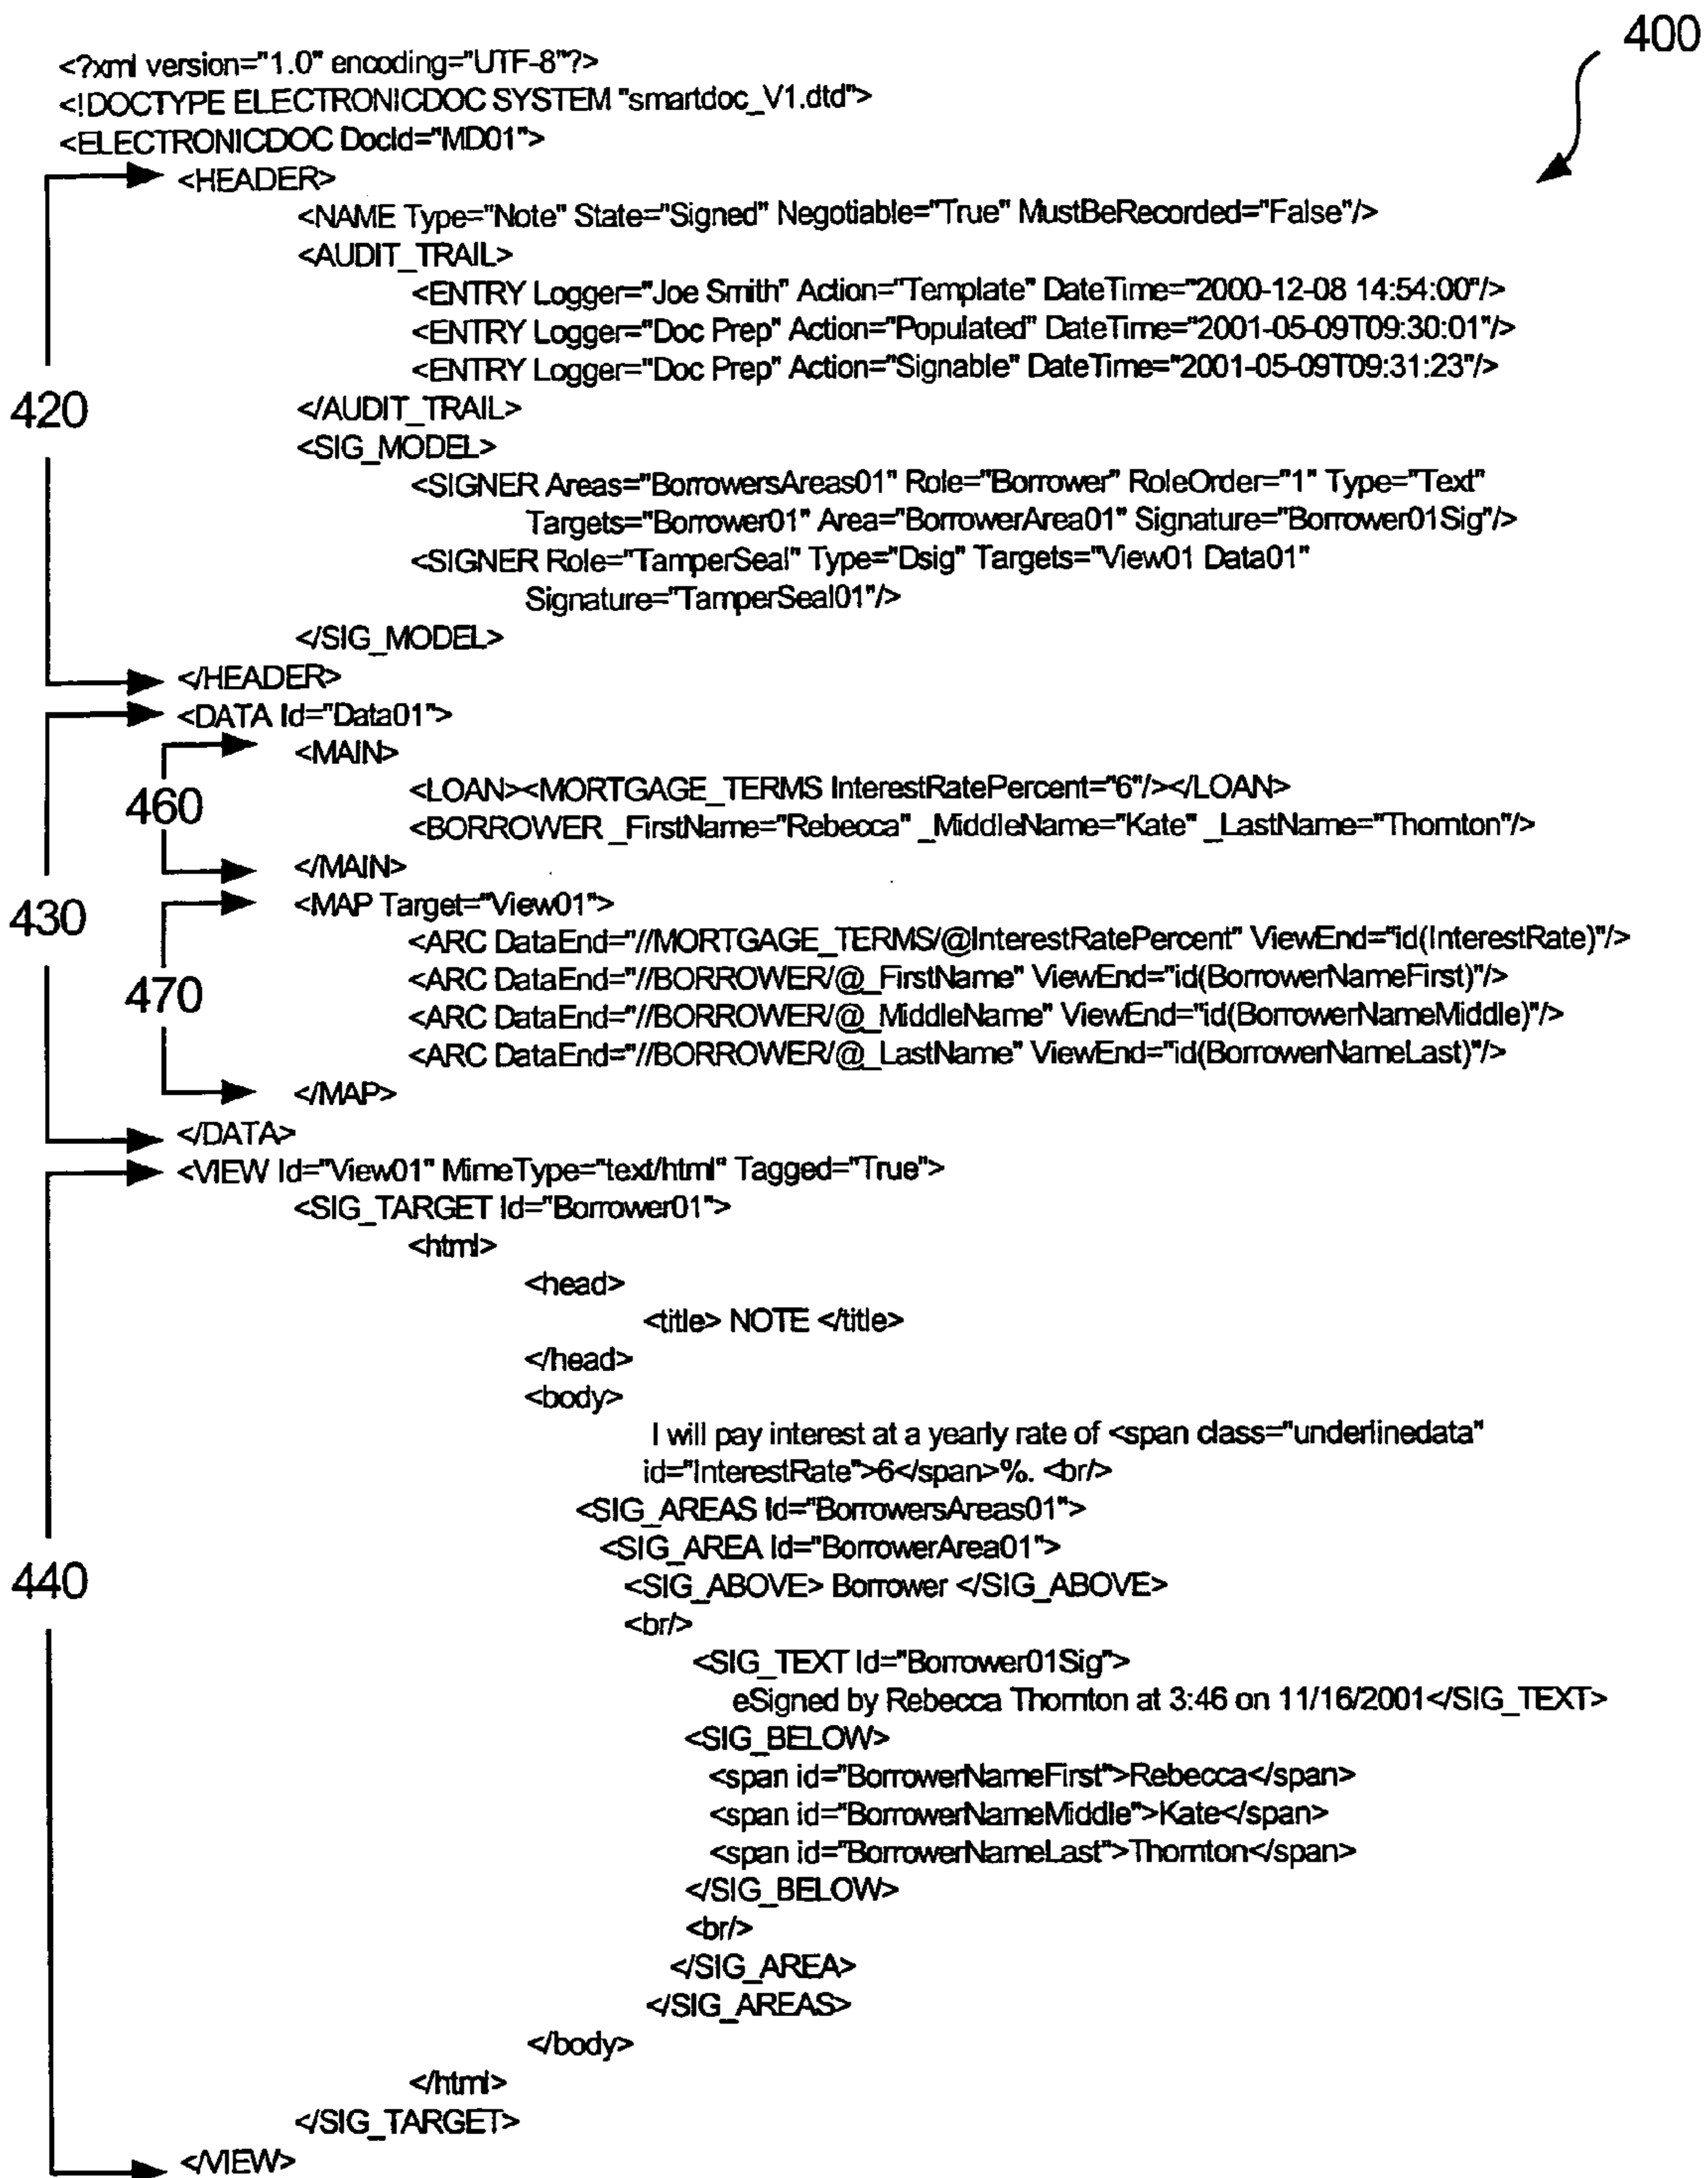 400
<?xml version="1.0" encoding="UTF-8"?>
<!DOCTYPE ELECTRONICDOC SYSTEM "smartdoc_V1.dtd">
<ELECTRONICDOC DocId="MD01">
<HEADER>
<NAME Type="Note" State="Signed" Negotiable="True" MustBeRecorded="False"/>
<AUDIT_TRAIL>
<ENTRY Logger="Joe Smith" Action="Template" DateTime="2000-12-08 14:54:00"/>
<ENTRY Logger="Doc Prep" Action="Populated" DateTime="2001-05-09T09:30:01"/>
<ENTRY Logger="Doc Prep" Action="Signable" DateTime="2001-05-09T09:31:23"/>
420
</AUDIT_TRAIL>
<SIG_MODEL>
<SIGNER Areas="BorrowersAreas01" Role="Borrower" RoleOrder="1" Type="Text"
Targets="Borrower01" Area="BorrowerArea01" Signature="Borrower01Sig"/>
<SIGNER Role="TamperSeal" Type="Dsig" Targets="View01 Data01"
Signature="TamperSeal01"/>
</SIG_MODEL>
</HEADER>
<DATA Id="Data01">
<MAIN>
<LOAN><MORTGAGE_TERMS InterestRatePercent="6"/></LOAN>
460
<BORROWER _FirstName="Rebecca" _MiddleName="Kate" _LastName="Thornton"/>
</MAIN>
<MAP Target="View01">
430
<ARC DataEnd="//MORTGAGE_TERMS/@InterestRatePercent" ViewEnd="id(InterestRate)"/>
<ARC DataEnd="//BORROWER/@_FirstName" ViewEnd="id(BorrowerNameFirst)"/>
470
<ARC DataEnd="//BORROWER/@_MiddleName" ViewEnd="id(BorrowerNameMiddle)"/>
<ARC DataEnd="//BORROWER/@_LastName" ViewEnd="id(BorrowerNameLast)"/>
</MAP>
</DATA>
<VIEW Id="View01" MimeType="text/html" Tagged="True">
<SIG_TARGET Id="Borrower01">
<html>
<head>
<title> NOTE </title>
</head>
<body>
I will pay interest at a yearly rate of <span class="underlinedata"
id="InterestRate">6</span>%. <br/>
<SIG_AREAS Id="BorrowersAreas01">
<SIG_AREA Id="BorrowerArea01">
440
<SIG_ABOVE> Borrower </SIG_ABOVE>
<br/>
<SIG_TEXT Id="Borrower01Sig">
eSigned by Rebecca Thornton at 3:46 on 11/16/2001</SIG_TEXT>
<SIG_BELOW>
<span id="BorrowerNameFirst">Rebecca</span>
<span id="BorrowerNameMiddle">Kate</span>
<span id="BorrowerNameLast">Thornton</span>
</SIG_BELOW>
<br/>
</SIG_AREA>
</SIG_AREAS>
</body>
</html>
</SIG_TARGET>
</VIEW>